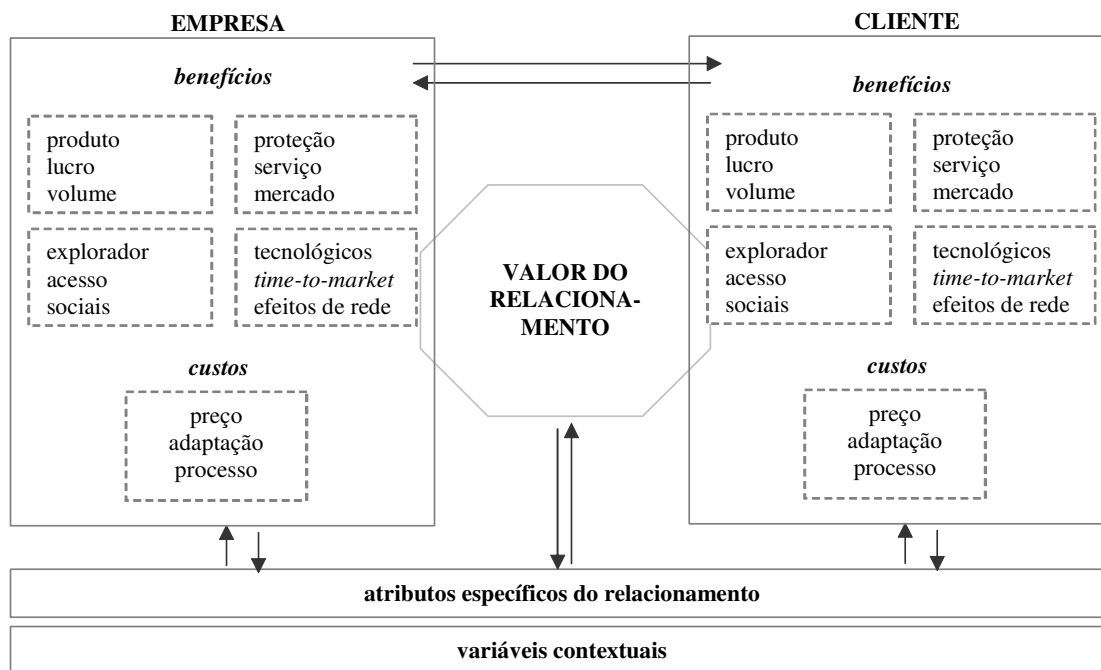 EMPRESA
benefícios
produto
lucro
volume
proteção
serviço
mercado
explorador
acesso
sociais
tecnológicos
time-to-market
efeitos de rede
custos
preço
adaptação
processo
VALOR DO
RELACIONA-
MENTO
CLIENTE
benefícios
produto
lucro
volume
proteção
serviço
mercado
explorador
acesso
sociais
tecnológicos
time-to-market
efeitos de rede
custos
preço
adaptação
processo
atributos específicos do relacionamento
variáveis contextuais